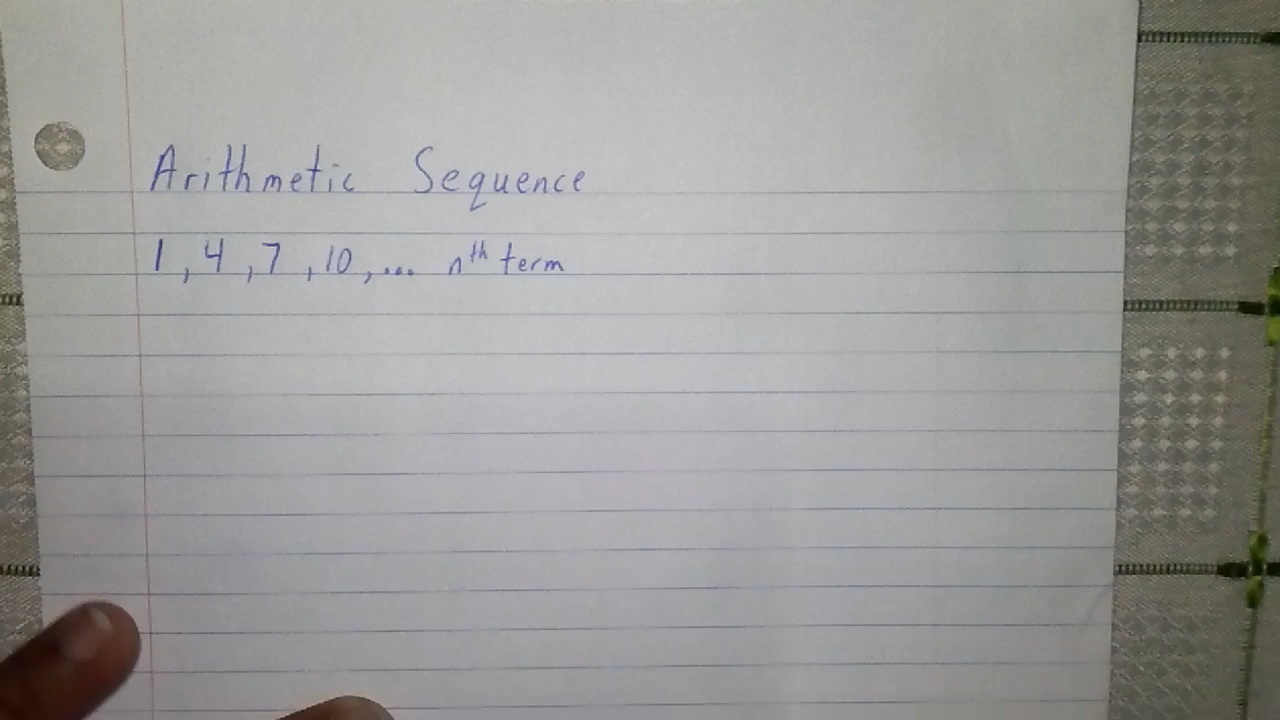 Arithmetic Sequence
1, 4, 7, 10, ... nth term